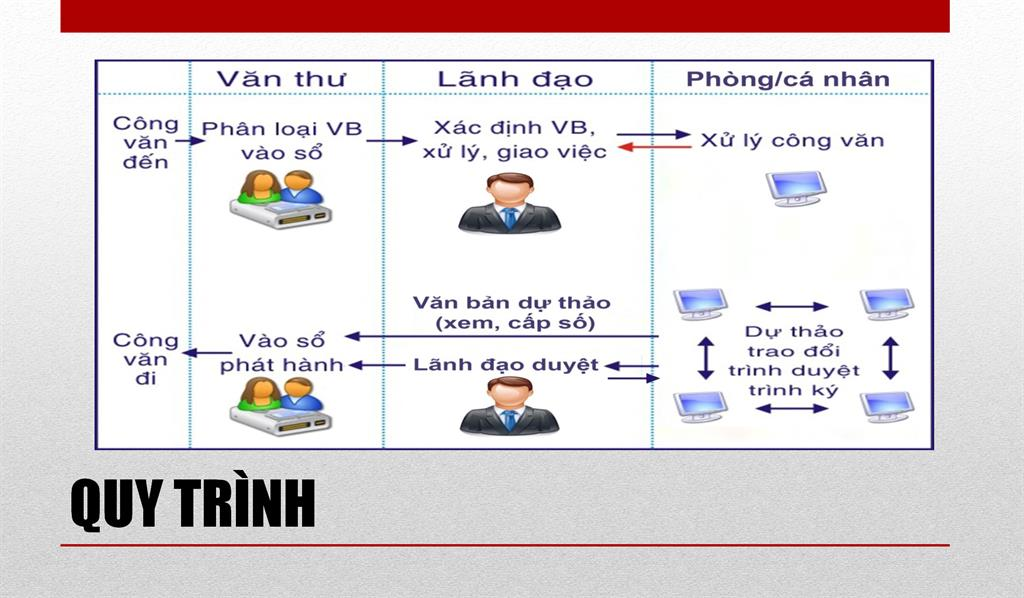 Văn thư
Lãnh đạo
Phòng/cá nhân
Công
văn
đến
Phân loại VB
vào sổ
Xác định VB,
xử lý, giao việc
Xử lý công văn
Công
văn
đi
Vào sổ
phát hành
Văn bản dự thảo
(xem, cấp số)
Lãnh đạo duyệt
Dự thảo
trao đổi
trình duyệt
trình ký
QUY TRÌNH